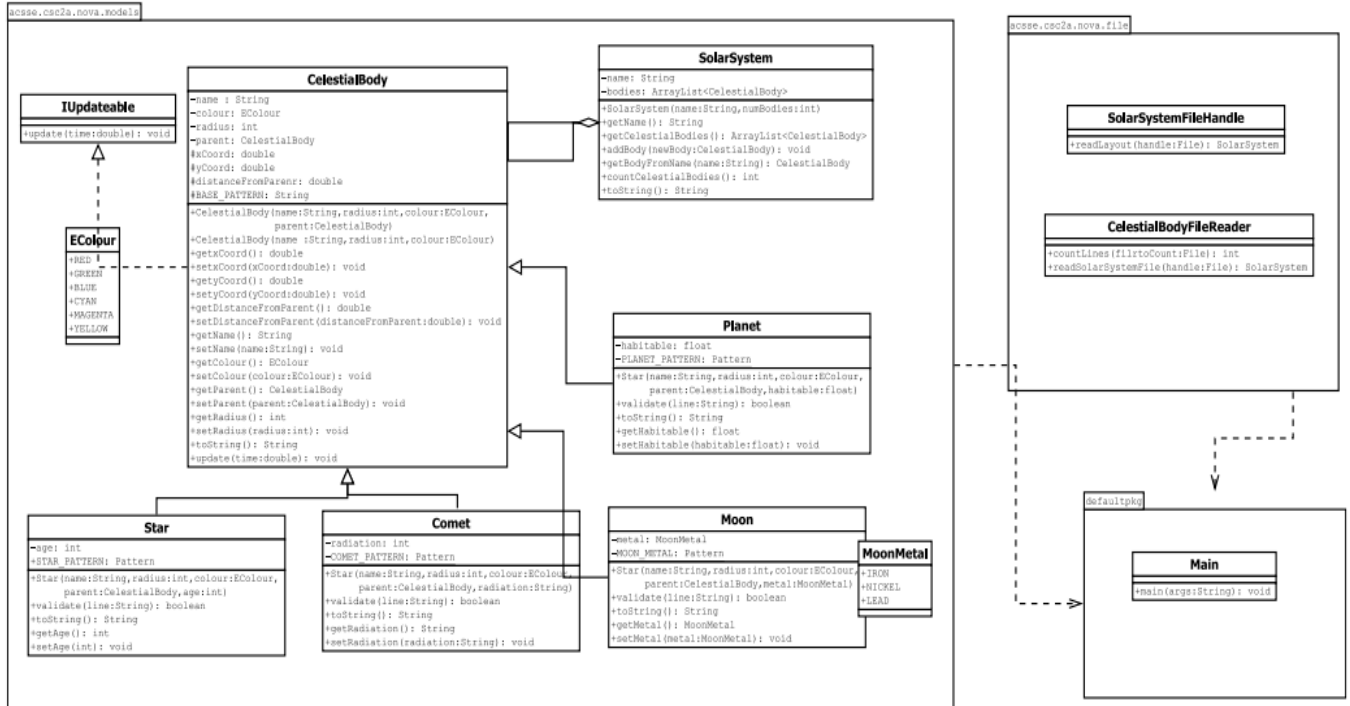 acsse.csc2a.nova.models
IUpdateable
+update(time:double): void
EColour
+RED
+GREEN
+BLUE
+CYAN
+MAGENTA
+YELLOW
CelestialBody
-name : String
-colour: EColour
-radius: int
-parent: CelestialBody
#xCoord: double
#yCoord: double
#distanceFromParenr: double
#BASE_PATTERN: String
+CelestialBody(name:String,radius:int,colour:EColour,
parent:CelestialBody)
+CelestialBody(name :String,radius:int,colour:EColour)
+getxCoord(): double
+setxCoord(xCoord:double): void
+getyCoord(): double
+setyCoord(yCoord:double): void
+getDistanceFromParent(): double
+setDistanceFromParent(distanceFromParent:double): void
+getName(): String
+setName(name:String): void
+getColour(): EColour
+setColour(colour:EColour): void
+getParent(): CelestialBody
+setParent(parent:CelestialBody): void
+getRadius(): int
+setRadius(radius:int): void
+toString(): String
+update(time:double): void
SolarSystem
-name: String
-bodies: ArrayList<CelestialBody>
+SolarSystem(name:String,numBodies:int)
+getName(): String
+getCelestialBodies(): ArrayList<CelestialBody>
+addBody(newBody:CelestialBody): void
+getBodyFromName(name:String): CelestialBody
+countCelestialBodies(): int
+toString(): String
Planet
-habitable: float
-PLANET_PATTERN: Pattern
+Star(name:String,radius:int,colour:EColour,
parent:CelestialBody,habitable:float)
+validate(line:String): boolean
+toString(): String
+getHabitable(): float
+setHabitable(habitable:float): void
Star
-age: int
+STAR_PATTERN: Pattern
+Star(name:String,radius:int,colour:EColour,
parent:CelestialBody,age:int)
+validate(line:String): boolean
+toString(): String
+getAge(): int
+setAge(int): void
Comet
-radiation: int
-COMET_PATTERN: Pattern
+Star(name:String,radius:int,colour:EColour,
parent:CelestialBody,radiation:String)
+validate(line:String): boolean
+toString(): String
+getRadiation(): String
+setRadiation(radiation:String): void
Moon
-metal: MoonMetal
-MOON_METAL: Pattern
+Star(name:String,radius:int,colour:EColour,
parent:CelestialBody,metal:MoonMetal)
+validate(line:String): boolean
+toString(): String
+getMetal(): MoonMetal
+setMetal(metal:MoonMetal): void
MoonMetal
+IRON
+NICKEL
+LEAD
acsse.csc2a.nova.file
SolarSystemFileHandle
+readLayout(handle:File): SolarSystem
CelestialBodyFileReader
+countLines(filrtoCount:File): int
+readSolarSystemFile(handle:File): SolarSystem
defaultpkg
Main
+main(args:String): void